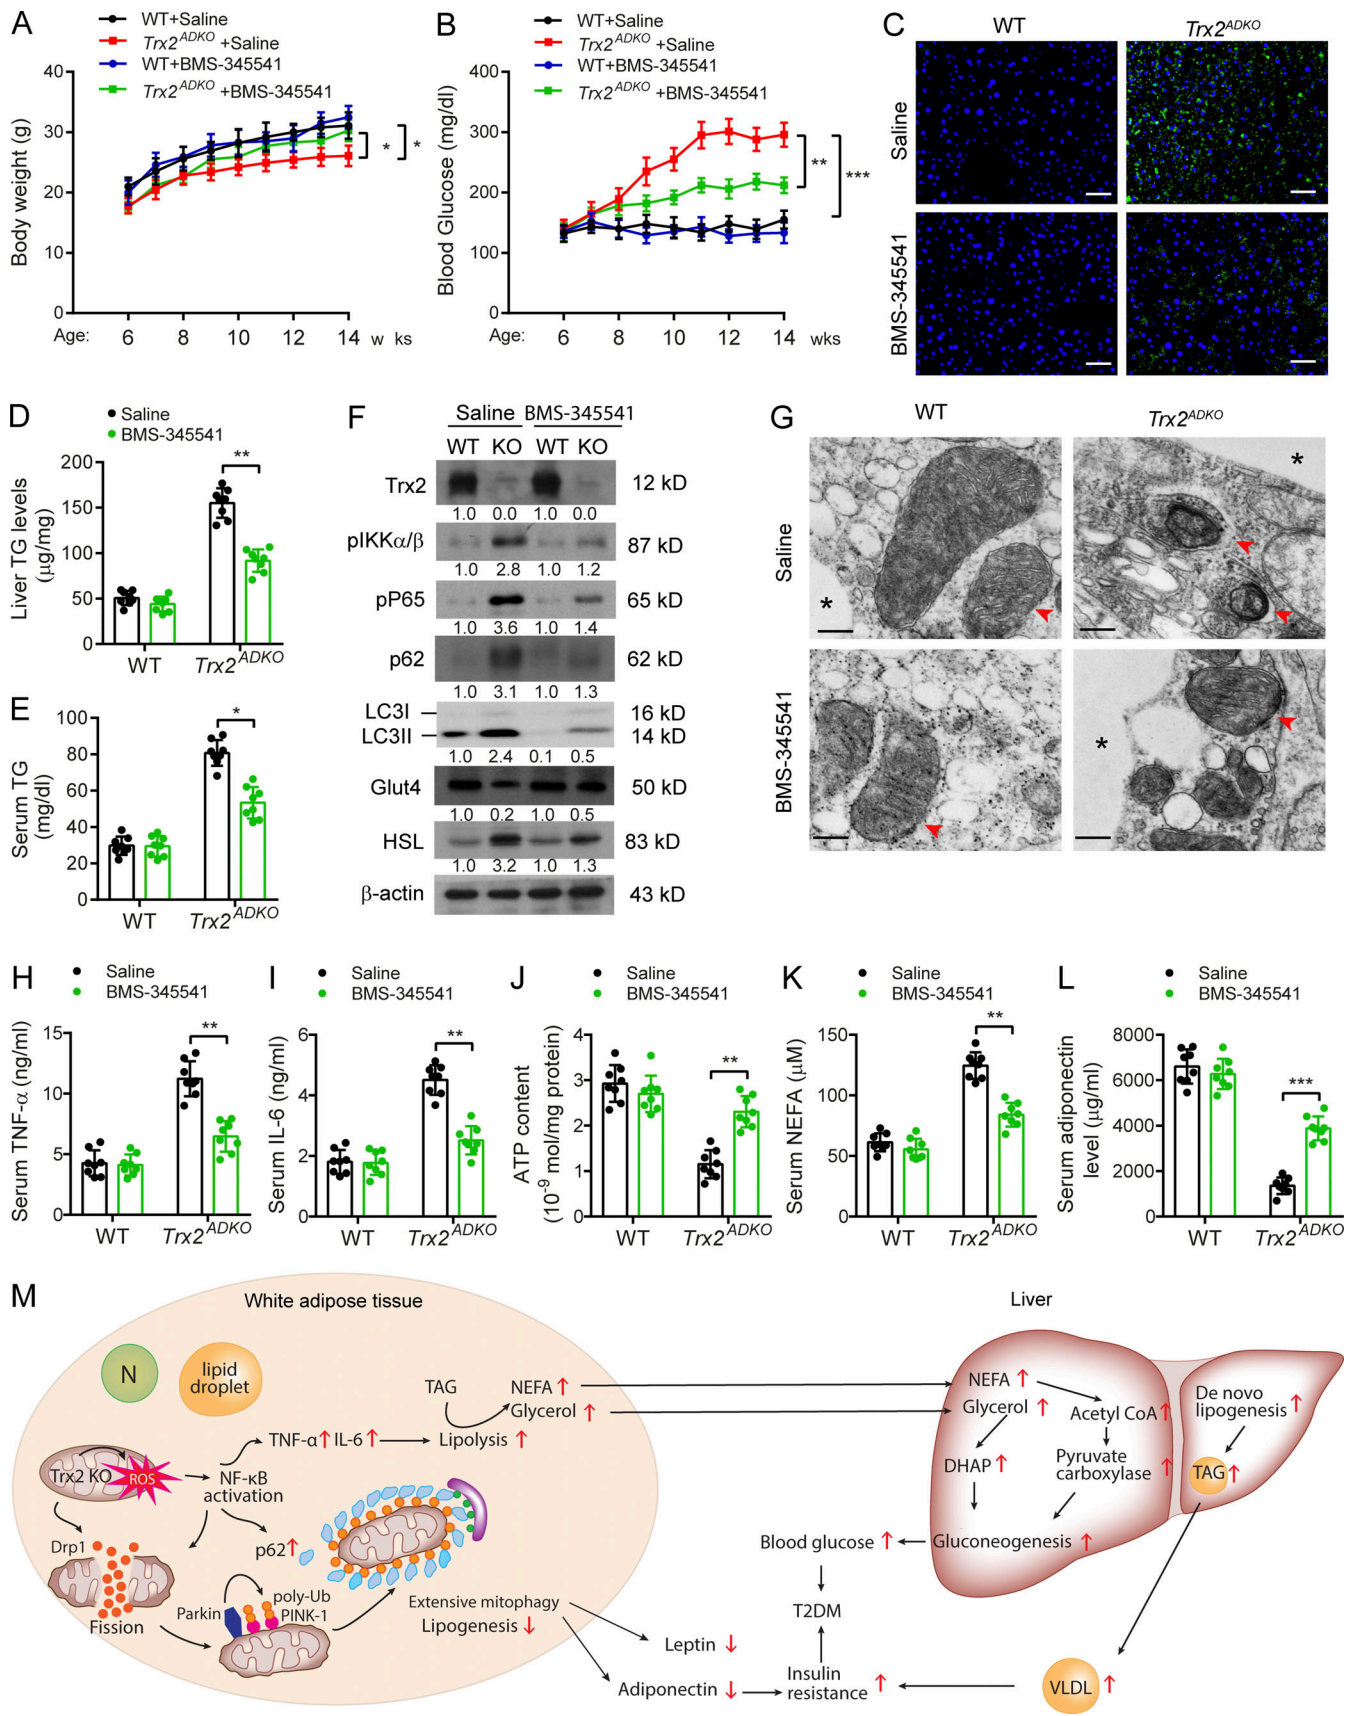 A
WT+Saline
Trx2ADKO +Saline
WT+BMS-345541
Trx2ADKO +BMS-345541
Body weight (g)
40
30
20
10
0
*
*
Age:
6
8
10
12
14
w ks
B
WT+Saline
Trx2ADKO +Saline
WT+BMS-345541
Trx2ADKO +BMS-345541
Blood Glucose (mg/dl)
400
300
200
100
0
**
***
Age:
6
8
10
12
14
wks
C
WT
Trx2ADKO
Saline
BMS-345541
D
Saline
BMS-345541
Liver TG levels
(μg/mg)
200
150
100
50
0
**
WT
Trx2ADKO
E
Serum TG
(mg/dl)
100
80
60
40
20
0
*
WT
Trx2ADKO
F
Saline BMS-345541
WT KO WT KO
Trx2 12 kD
1.0 0.0 1.0 0.0
pIKKα/β 87 kD
1.0 2.8 1.0 1.2
pP65 65 kD
1.0 3.6 1.0 1.4
p62 62 kD
1.0 3.1 1.0 1.3
LC3I 16 kD
LC3II 14 kD
1.0 2.4 0.1 0.5
Glut4 50 kD
1.0 0.2 1.0 0.5
HSL 83 kD
1.0 3.2 1.0 1.3
β-actin 43 kD
G
WT
Trx2ADKO
Saline
*
*
BMS-345541
*
*
H
Saline
BMS-345541
Serum TNF-α (ng/ml)
15
10
5
0
**
WT
Trx2ADKO
I
Saline
BMS-345541
Serum IL-6 (ng/ml)
6
4
2
0
**
WT
Trx2ADKO
J
Saline
BMS-345541
ATP content
(10-9 mol/mg protein)
4
3
2
1
0
**
WT
Trx2ADKO
K
Saline
BMS-345541
Serum NEFA (μM)
150
100
50
0
**
WT
Trx2ADKO
L
Saline
BMS-345541
Serum adiponectin
level (μg/ml)
8000
6000
4000
2000
0
***
WT
Trx2ADKO
M
White adipose tissue
Liver
N
lipid
droplet
TAG
NEFA ↑
Glycerol ↑
TNF-α↑ IL-6 ↑
Lipolysis ↑
Trx2 KO
ROS
NF-κB
activation
Drp1
p62↑
Fission
Parkin
poly-Ub
PINK-1
Extensive mitophagy
Lipogenesis ↓
Leptin ↓
Adiponectin ↓
Insulin
resistance ↑
T2DM
Blood glucose ↑
NEFA ↑
Glycerol ↑
Acetyl CoA↑
DHAP ↑
Pyruvate
carboxylase ↑
Gluconeogenesis ↑
De novo
lipogenesis ↑
TAG ↑
VLDL ↑